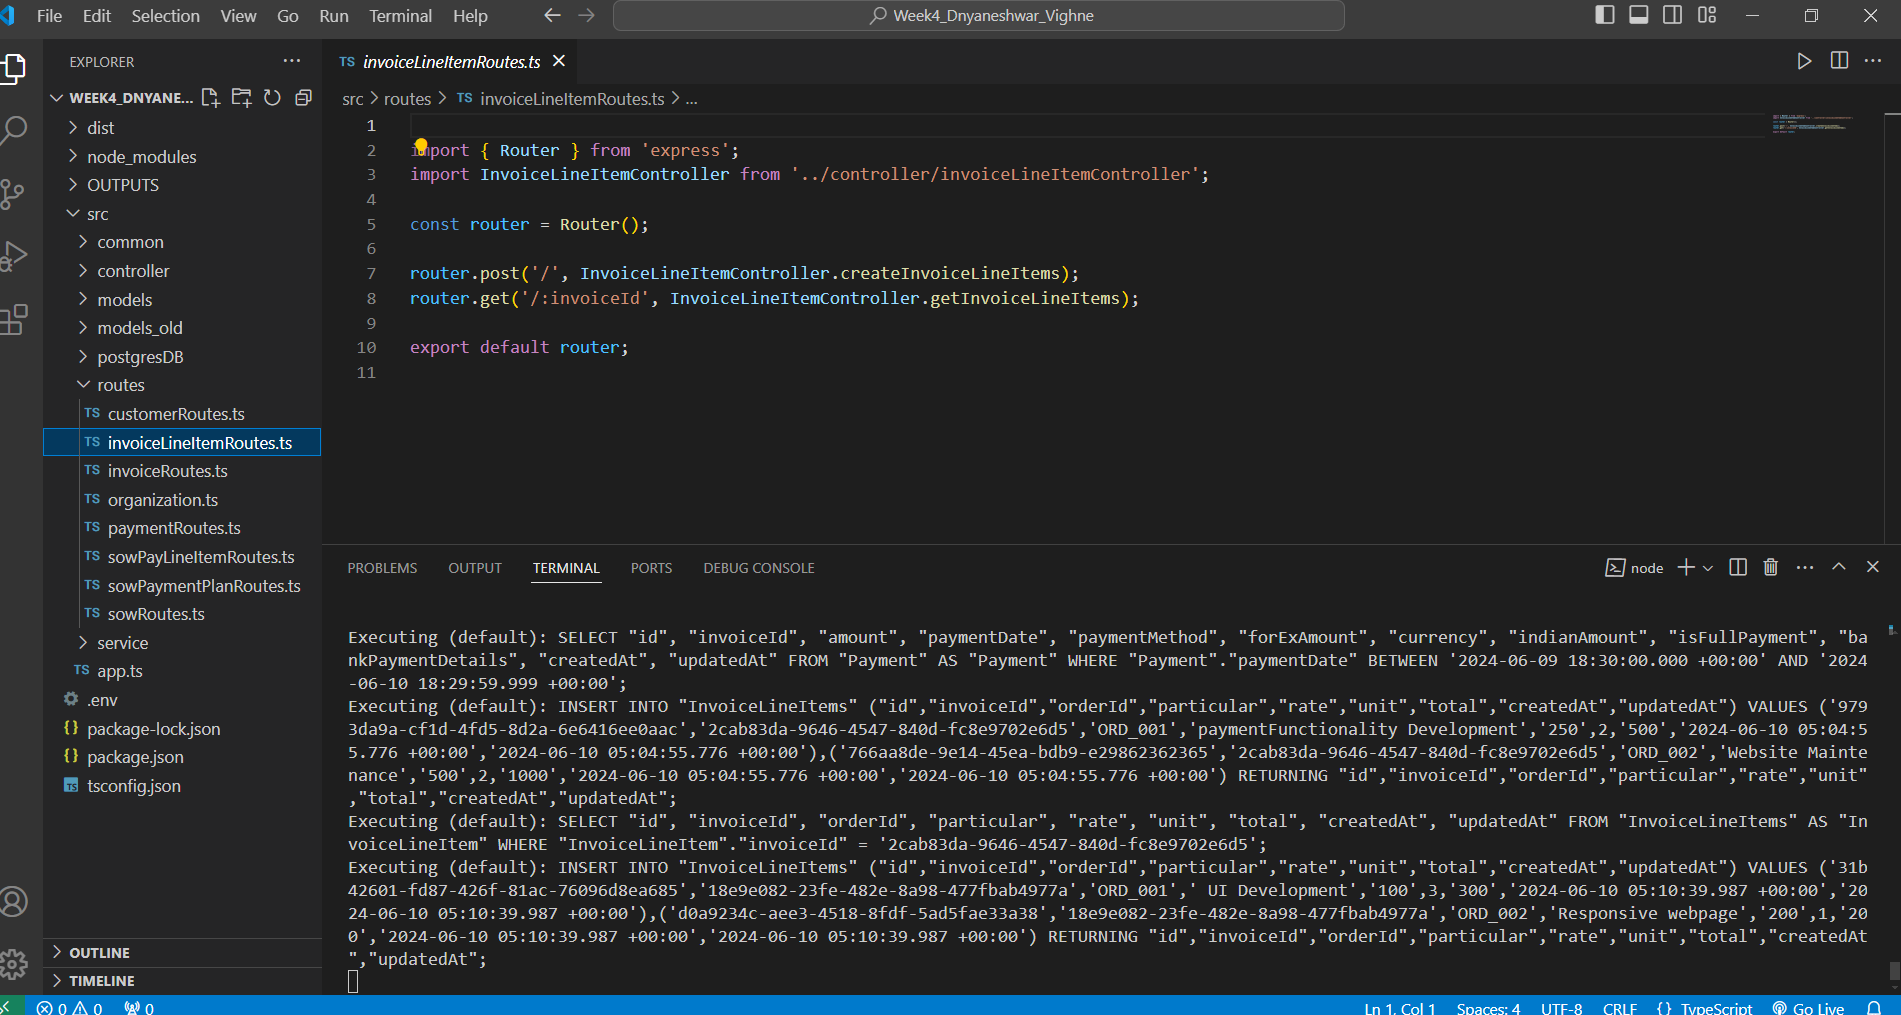 File Edit Selection View Go Run Terminal Help
Week4_Dnyaneshwar_Vighne
EXPLORER
WEEK4_DNYANE...
dist
node_modules
OUTPUTS
src
common
controller
models
models_old
postgresDB
routes
TS customerRoutes.ts
TS invoiceLineItemRoutes.ts
TS invoiceRoutes.ts
TS organization.ts
TS paymentRoutes.ts
TS sowPayLineItemRoutes.ts
TS sowPaymentPlanRoutes.ts
TS sowRoutes.ts
service
TS app.ts
.env
{} package-lock.json
{} package.json
TS tsconfig.json
OUTLINE
TIMELINE
TS invoiceLineItemRoutes.ts
src > routes > TS invoiceLineItemRoutes.ts > ...
1
2 import { Router } from 'express';
3 import InvoiceLineItemController from '../controller/invoiceLineItemController';
4
5 const router = Router();
6
7 router.post('/', InvoiceLineItemController.createInvoiceLineItems);
8 router.get('/:invoiceId', InvoiceLineItemController.getInvoiceLineItems);
9
10 export default router;
11
PROBLEMS OUTPUT TERMINAL PORTS DEBUG CONSOLE
node
Executing (default): SELECT "id", "invoiceId", "amount", "paymentDate", "paymentMethod", "forExAmount", "currency", "indianAmount", "isFullPayment", "ba
nkPaymentDetails", "createdAt", "updatedAt" FROM "Payment" AS "Payment" WHERE "Payment"."paymentDate" BETWEEN '2024-06-09 18:30:00.000 +00:00' AND '2024
-06-10 18:29:59.999 +00:00';
Executing (default): INSERT INTO "InvoiceLineItems" ("id","invoiceId","orderId","particular","rate","unit","total","createdAt","updatedAt") VALUES ('979
3da9a-cf1d-4fd5-8d2a-6e6416ee0aac','2cab83da-9646-4547-840d-fc8e9702e6d5','ORD_001','paymentFunctionality Development','250',2,'500','2024-06-10 05:04:5
5.776 +00:00','2024-06-10 05:04:55.776 +00:00'),('766aa8de-9e14-45ea-bdb9-e29862362365','2cab83da-9646-4547-840d-fc8e9702e6d5','ORD_002','Website Mainte
nance','500',2,'1000','2024-06-10 05:04:55.776 +00:00','2024-06-10 05:04:55.776 +00:00') RETURNING "id","invoiceId","orderId","particular","rate","unit"
,"total","createdAt","updatedAt";
Executing (default): SELECT "id", "invoiceId", "orderId", "particular", "rate", "unit", "total", "createdAt", "updatedAt" FROM "InvoiceLineItems" AS "In
voiceLineItem" WHERE "InvoiceLineItem"."invoiceId" = '2cab83da-9646-4547-840d-fc8e9702e6d5';
Executing (default): INSERT INTO "InvoiceLineItems" ("id","invoiceId","orderId","particular","rate","unit","total","createdAt","updatedAt") VALUES ('31b
42601-fd87-426f-81ac-76096d8ea685','18e9e082-23fe-482e-8a98-477fbab4977a','ORD_001',' UI Development','100',3,'300','2024-06-10 05:10:39.987 +00:00','20
24-06-10 05:10:39.987 +00:00'),('d0a9234c-aee3-4518-8fdf-5ad5fae33a38','18e9e082-23fe-482e-8a98-477fbab4977a','ORD_002','Responsive webpage','200',1,'20
0','2024-06-10 05:10:39.987 +00:00','2024-06-10 05:10:39.987 +00:00') RETURNING "id","invoiceId","orderId","particular","rate","unit","total","createdAt
","updatedAt";
0 0 0 Ln 1, Col 1 Spaces: 4 UTF-8 CRLF {} TypeScript Go Live